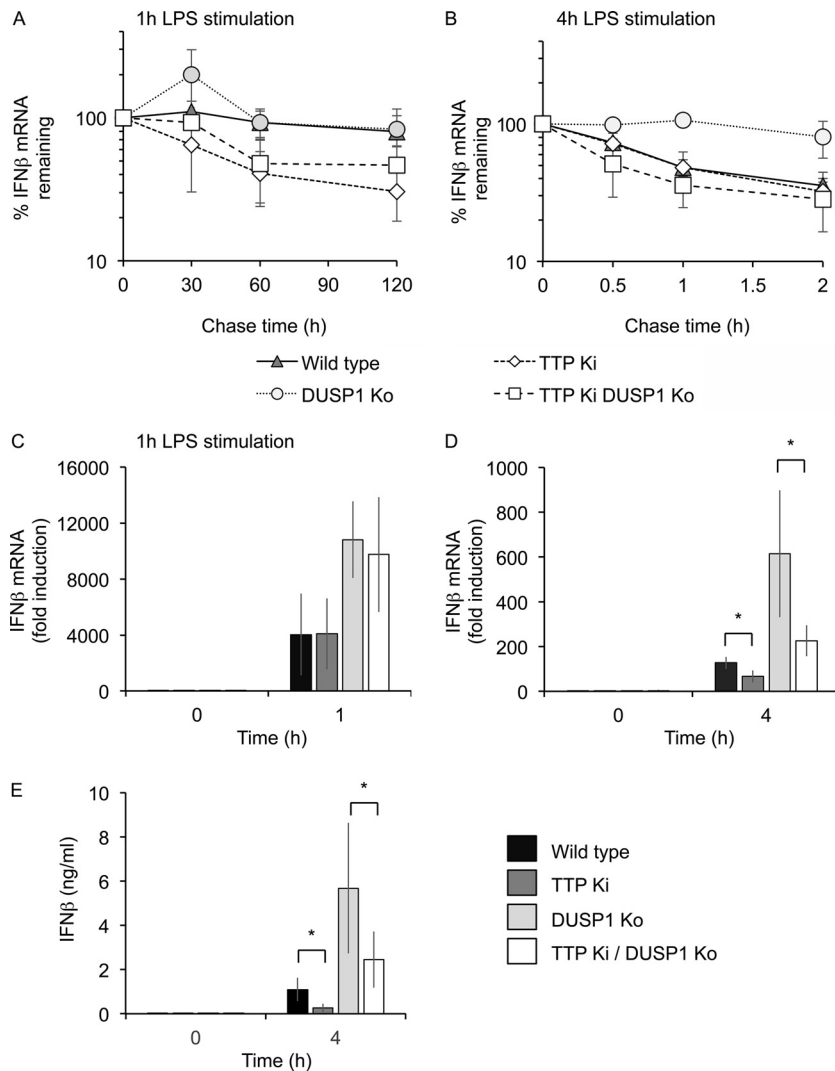 A
1h LPS stimulation
% IFNβ mRNA
remaining
100
10
0
30
60
90
120
Chase time (h)
B
4h LPS stimulation
% IFNβ mRNA
remaining
100
10
0
0.5
1
1.5
2
Chase time (h)
Wild type
DUSP1 Ko
TTP Ki
TTP Ki DUSP1 Ko
C
1h LPS stimulation
IFNβ mRNA
(fold induction)
16000
12000
8000
4000
0
0
1
Time (h)
D
IFNβ mRNA
(fold induction)
1000
800
600
400
200
0
*
*
0
4
Time (h)
E
IFNβ (ng/ml)
10
8
6
4
2
0
*
*
0
4
Time (h)
Wild type
TTP Ki
DUSP1 Ko
TTP Ki / DUSP1 Ko